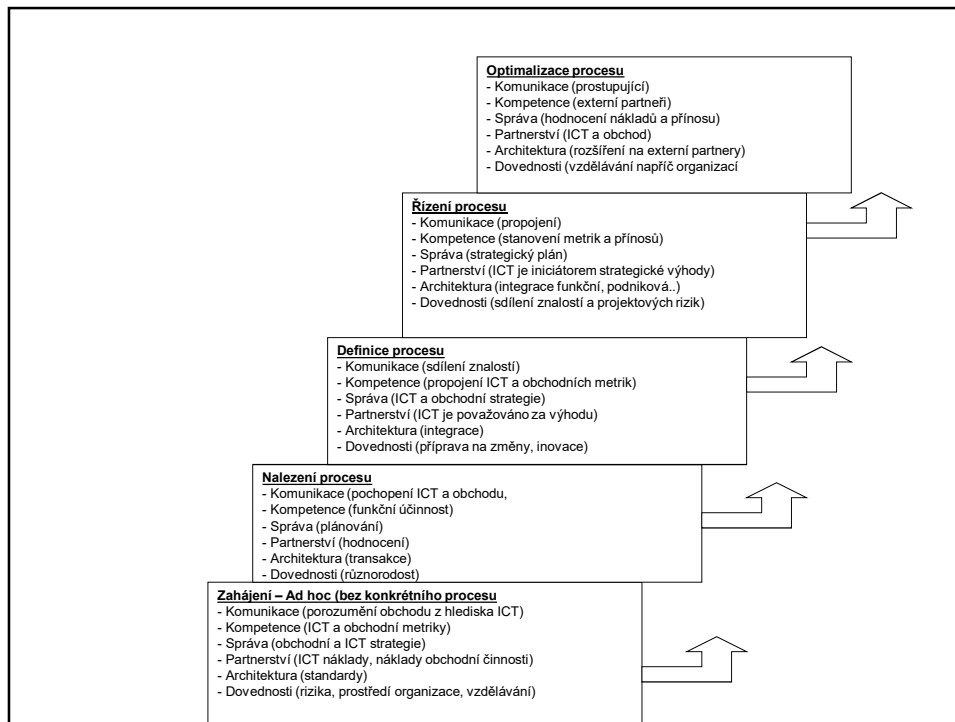 Optimalizace procesu
- Komunikace (prostupující)
- Kompetence (externí partneři)
- Správa (hodnocení nákladů a přínosu)
- Partnerství (ICT a obchod)
- Architektura (rozšíření na externí partnery)
- Dovednosti (vzdělávání napříč organizací
Řízení procesu
- Komunikace (propojení)
- Kompetence (stanovení metrik a přínosů)
- Správa (strategický plán)
- Partnerství (ICT je iniciátorem strategické výhody)
- Architektura (integrace funkční, podniková..)
- Dovednosti (sdílení znalostí a projektových rizik)
Definice procesu
- Komunikace (sdílení znalostí)
- Kompetence (propojení ICT a obchodních metrik)
- Správa (ICT a obchodní strategie)
- Partnerství (ICT je považováno za výhodu)
- Architektura (integrace)
- Dovednosti (příprava na změny, inovace)
Nalezení procesu
- Komunikace (pochopení ICT a obchodu,
- Kompetence (funkční účinnost)
- Správa (plánování)
- Partnerství (hodnocení)
- Architektura (transakce)
- Dovednosti (různorodost)
Zahájení – Ad hoc (bez konkrétního procesu
- Komunikace (porozumění obchodu z hlediska ICT)
- Kompetence (ICT a obchodní metriky)
- Správa (obchodní a ICT strategie)
- Partnerství (ICT náklady, náklady obchodní činnosti)
- Architektura (standardy)
- Dovednosti (rizika, prostředí organizace, vzdělávání)